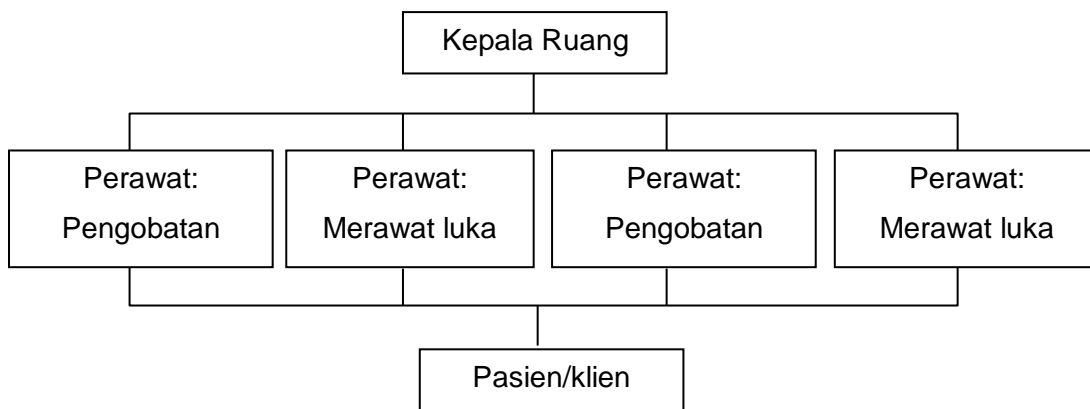 Kepala Ruang
Perawat:
Pengobatan
Perawat:
Merawat luka
Perawat:
Pengobatan
Perawat:
Merawat luka
Pasien/klien